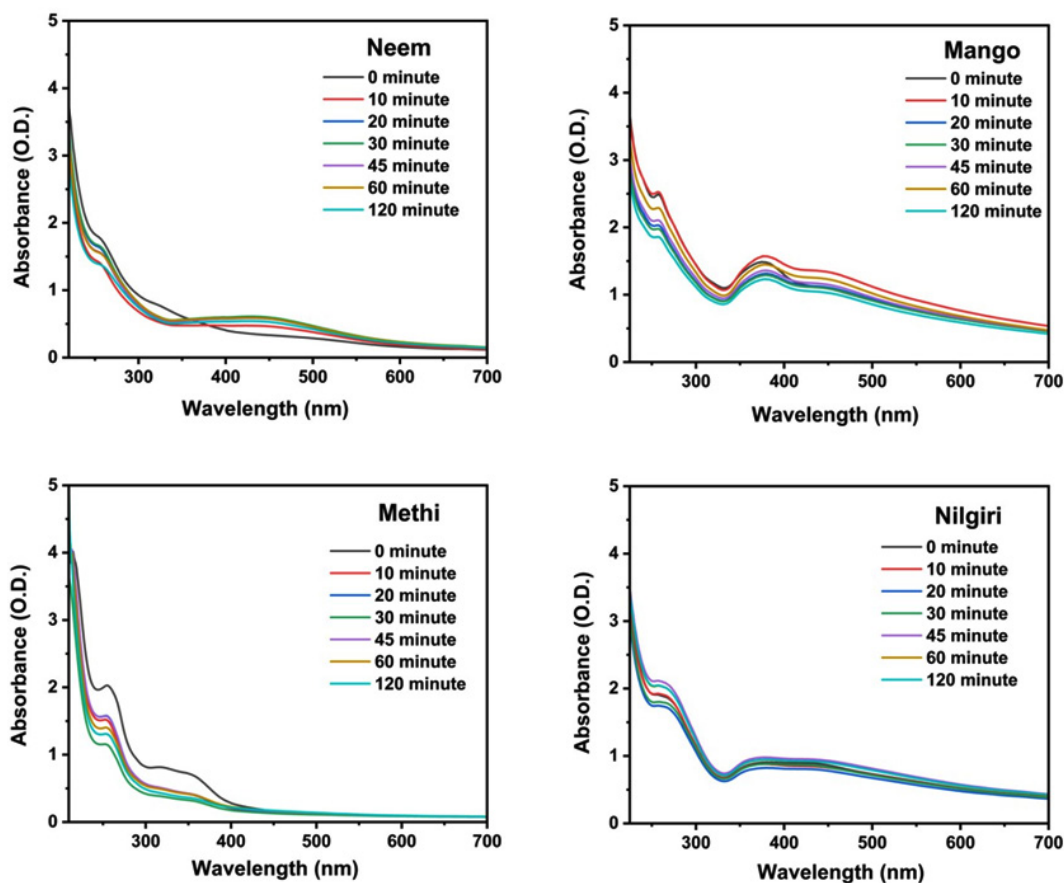 Neem
0 minute
10 minute
20 minute
30 minute
45 minute
60 minute
120 minute
Absorbance (O.D.)
5
4
3
2
1
0
300 400 500 600 700
Wavelength (nm)
Mango
0 minute
10 minute
20 minute
30 minute
45 minute
60 minute
120 minute
Absorbance (O.D.)
5
4
3
2
1
0
300 400 500 600 700
Wavelength (nm)
Methi
0 minute
10 minute
20 minute
30 minute
45 minute
60 minute
120 minute
Absorbance (O.D.)
5
4
3
2
1
0
300 400 500 600 700
Wavelength (nm)
Nilgiri
0 minute
10 minute
20 minute
30 minute
45 minute
60 minute
120 minute
Absorbance (O.D.)
5
4
3
2
1
0
300 400 500 600 700
Wavelength (nm)